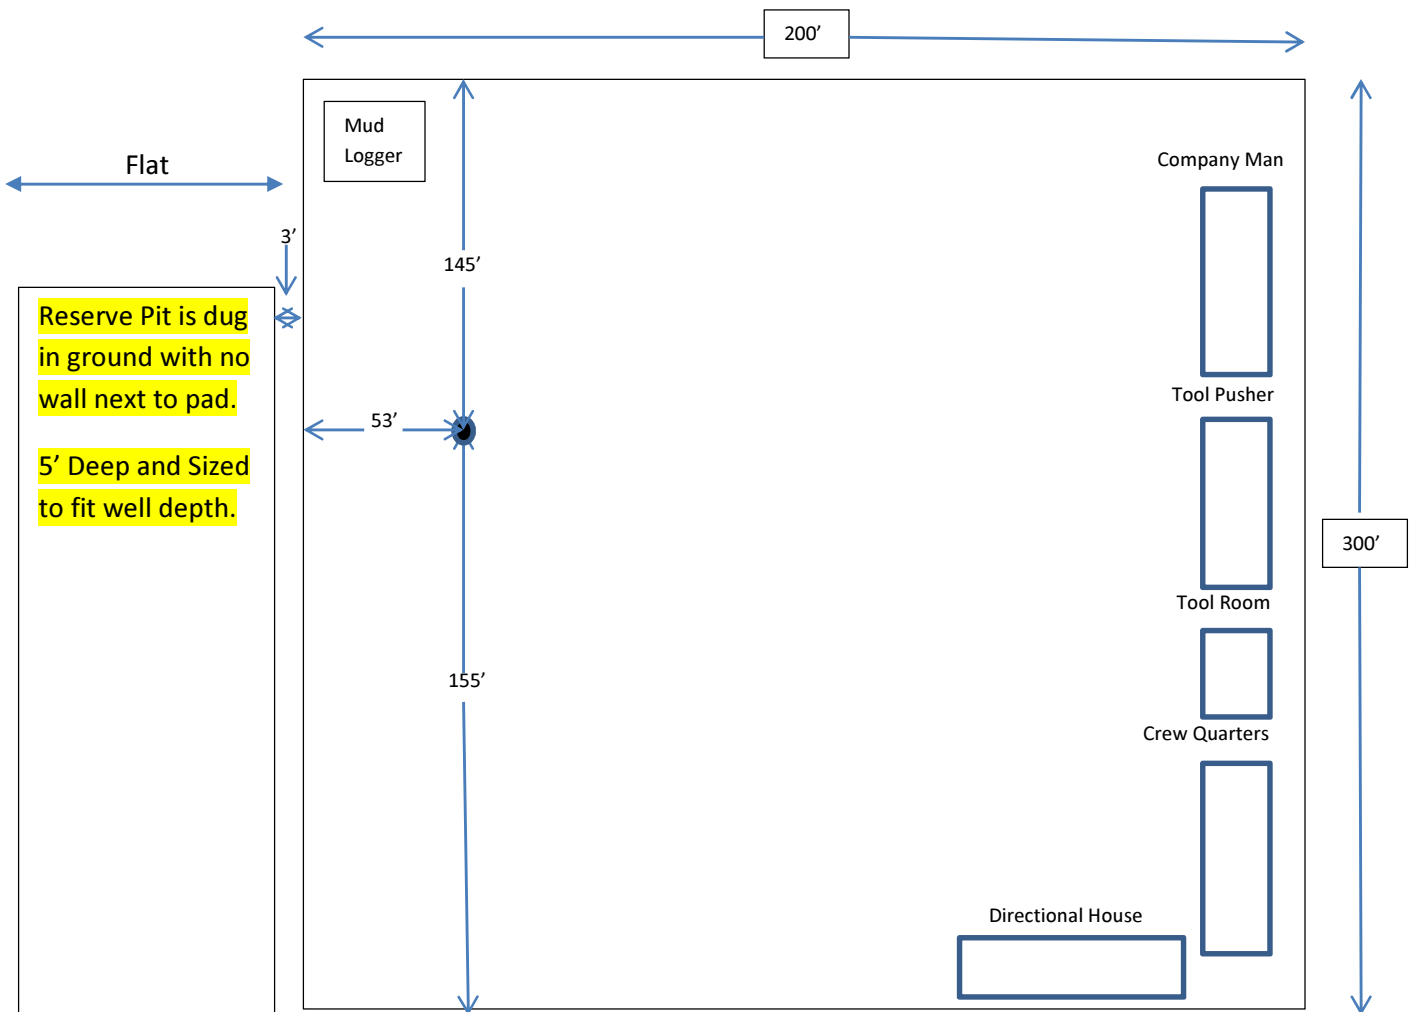 200’
Mud
Logger
Flat
Company Man
3’
145’
Reserve Pit is dug
in ground with no
wall next to pad.
Tool Pusher
53’
5’ Deep and Sized
to fit well depth.
300’
Tool Room
155’
Crew Quarters
Directional House